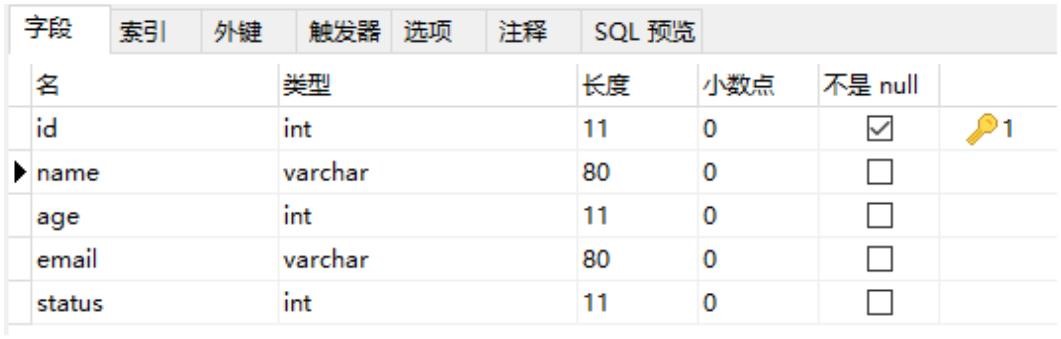 字段 索引 外键 触发器 选项 注释 SQL 预览
名 类型 长度 小数点 不是 null
id int 11 0 1
name varchar 80 0
age int 11 0
email varchar 80 0
status int 11 0